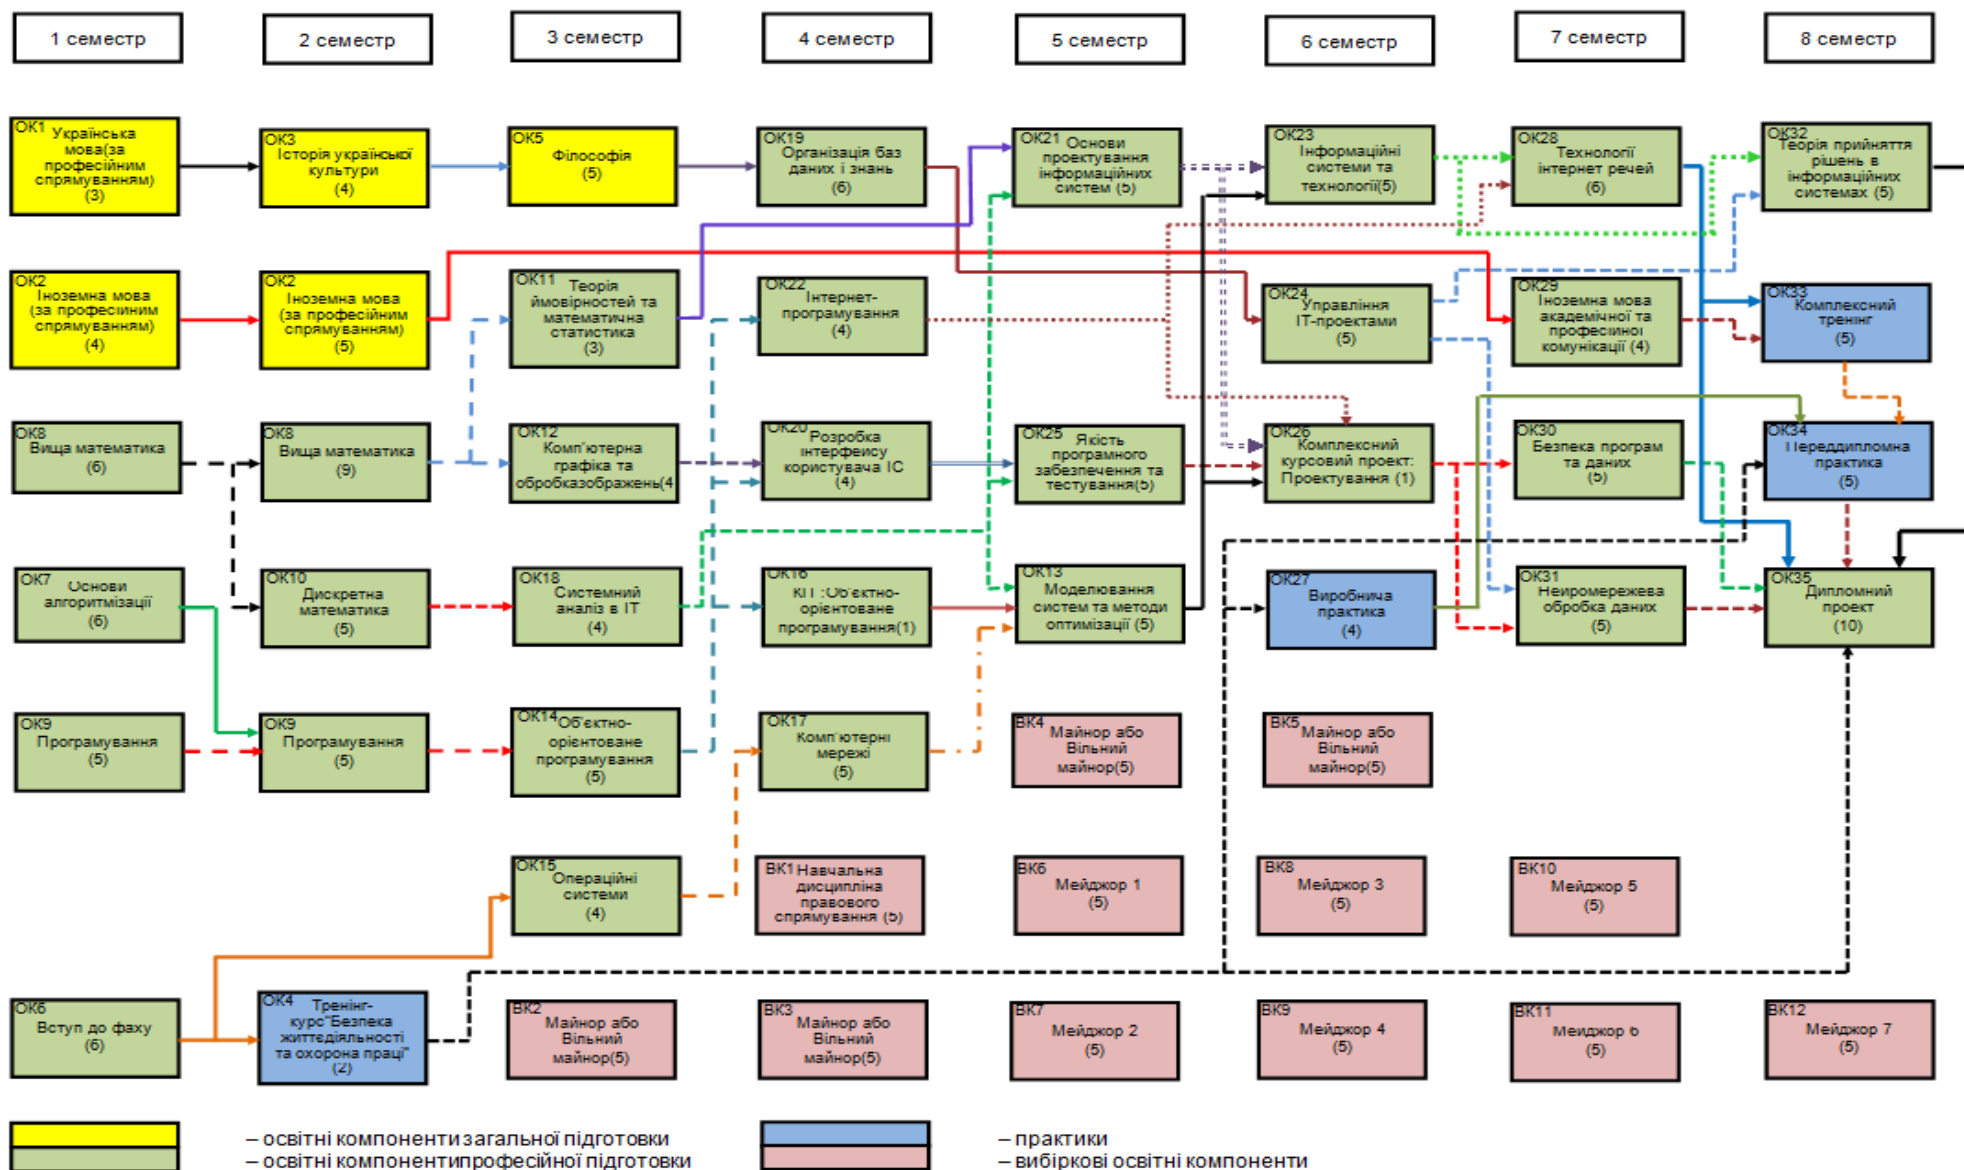 1 семестр
2 семестр
3 семестр
4 семестр
5 семестр
6 семестр
7 семестр
8 семестр
ОК1 Українська
мова(за
професійним
спрямуванням)
(3)
ОК3
Історія української
культури
(4)
ОК5
Філософія
(5)
ОК19
Організація баз
даних і знань
(6)
ОК21 Основи
проектування
інформаційних
систем (5)
ОК23
Інформаційні
системи та
технології(5)
ОК28
Технології
інтернет речей
(6)
ОК32
Теорія прийняття
рішень в
інформаційних
системах (5)
ОК2
Іноземна мова
(за професійним
спрямуванням)
(4)
ОК2
Іноземна мова
(за професійним
спрямуванням)
(5)
ОК11 Теорія
ймовірностей та
математична
статистика
(3)
ОК22
Інтернет-
програмування
(4)
ОК24
Управління
ІТ-проектами
(5)
ОК29
Іноземна мова
академічної та
професійної
комунікації (4)
ОК33
Комплексний
тренінг
(5)
ОК8
Вища математика
(6)
ОК8
Вища математика
(9)
ОК12
Комп'ютерна
графіка та
обробказображень(4
ОК20
Розробка
інтерфейсу
користувача ІС
(4)
ОК25
Якість
програмного
забезпечення та
тестування(5)
ОК26
Комплексний
курсовий проект:
Проектування (1)
ОК30
Безпека програм
та даних
(5)
ОК34
Переддипломна
практика
(5)
ОК7
Основи
алгоритмізації
(6)
ОК10
Дискретна
математика
(5)
ОК18
Системний
аналіз в ІТ
(4)
ОК16
КП :Об'єктно-
орієнтоване
програмування(1)
ОК13
Моделювання
систем та методи
оптимізації (5)
ОК27
Виробнича
практика
(4)
ОК31
Нейромережева
обробка даних
(5)
ОК35
Дипломний
проект
(10)
ОК9
Програмування
(5)
ОК9
Програмування
(5)
ОК14
Об'єктно-
орієнтоване
програмування
(5)
ОК17
Комп'ютерні
мережі
(5)
ВК4
Майнор або
Вільний
майнор(5)
ВК5
Майнор або
Вільний
майнор(5)
ОК15
Операційні
системи
(4)
ВК1 Навчальна
дисципліна
правового
спрямування (5)
ВК6
Мейджор 1
(5)
ВК8
Мейджор 3
(5)
ВК10
Мейджор 5
(5)
ОК6
Вступ до фаху
(6)
ОК4
Тренінг-
курс"Безпека
життєдіяльності
та охорона праці"
(2)
ВК2
Майнор або
Вільний
майнор(5)
ВК3
Майнор або
Вільний
майнор(5)
ВК7
Мейджор 2
(5)
ВК9
Мейджор 4
(5)
ВК11
Мейджор 6
(5)
ВК12
Мейджор 7
(5)
– освітні компоненти загальної підготовки
– практики
– освітні компонентипрофесійної підготовки
– вибіркові освітні компоненти